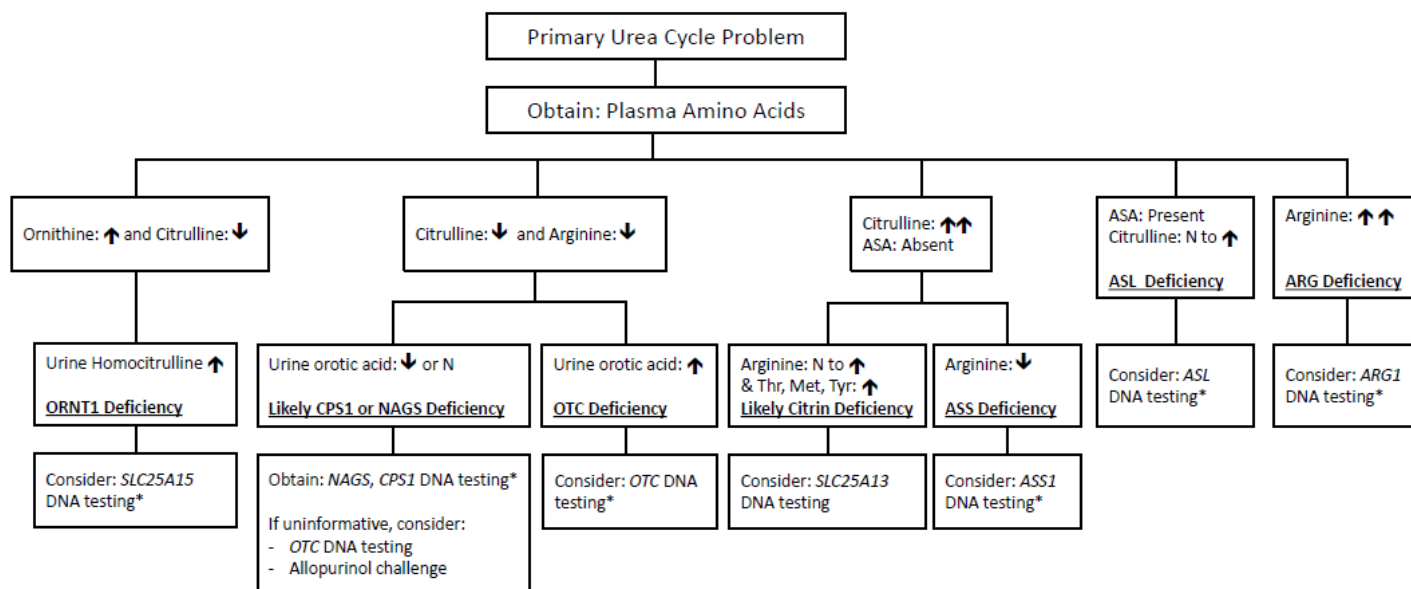 Primary Urea Cycle Problem
Obtain: Plasma Amino Acids
Ornithine: ↑ and Citrulline: ↓
Citrulline: ↓ and Arginine: ↓
Citrulline: ↑↑
ASA: Absent
ASA: Present
Citrulline: N to ↑
ASL Deficiency
Arginine: ↑ ↑
ARG Deficiency
Urine Homocitrulline ↑
ORNT1 Deficiency
Urine orotic acid: ↓ or N
Likely CPS1 or NAGS Deficiency
Urine orotic acid: ↑
OTC Deficiency
Arginine: N to ↑
& Thr, Met, Tyr: ↑
Likely Citrin Deficiency
Arginine: ↓
ASS Deficiency
Consider: ASL
DNA testing*
Consider: ARG1
DNA testing*
Consider: SLC25A15
DNA testing*
Obtain: NAGS, CPS1 DNA testing*
If uninformative, consider:
- OTC DNA testing
- Allopurinol challenge
Consider: OTC DNA
testing*
Consider: SLC25A13
DNA testing
Consider: ASS1
DNA testing*